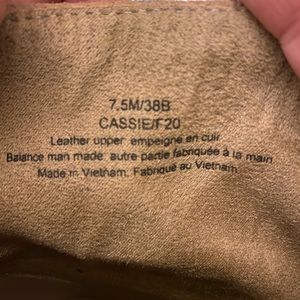 7.5M/38B
CASSIE/F20
Leather upper empeigne en cuir
Balance man made: autre partie fabriquée à la main
Made in Vietnam. Fabriqué au Vietnam